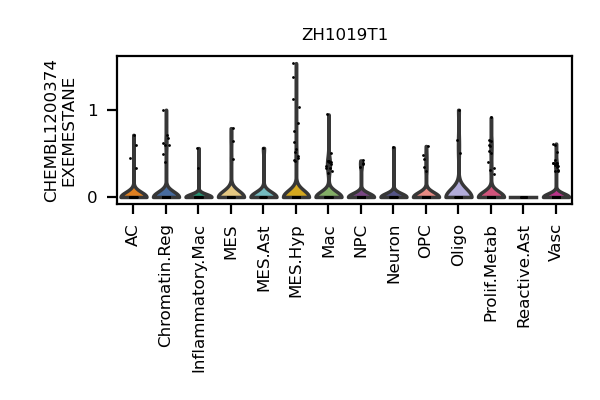 ZH1019T1
CHEMBL1200374
EXEMESTANE
1
0
AC
Chromatin.Reg
Inflammatory.Mac
MES
MES.Ast
MES.Hyp
Mac
NPC
Neuron
OPC
Oligo
Prolif.Metab
Reactive.Ast
Vasc